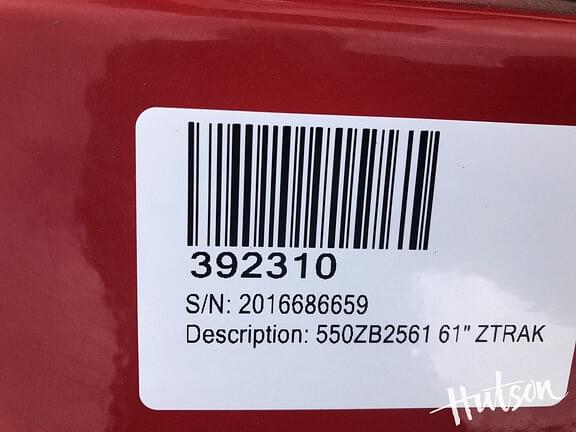 392310
S/N: 2016686659
Description: 550ZB2561 61" ZTRAK
Hutson